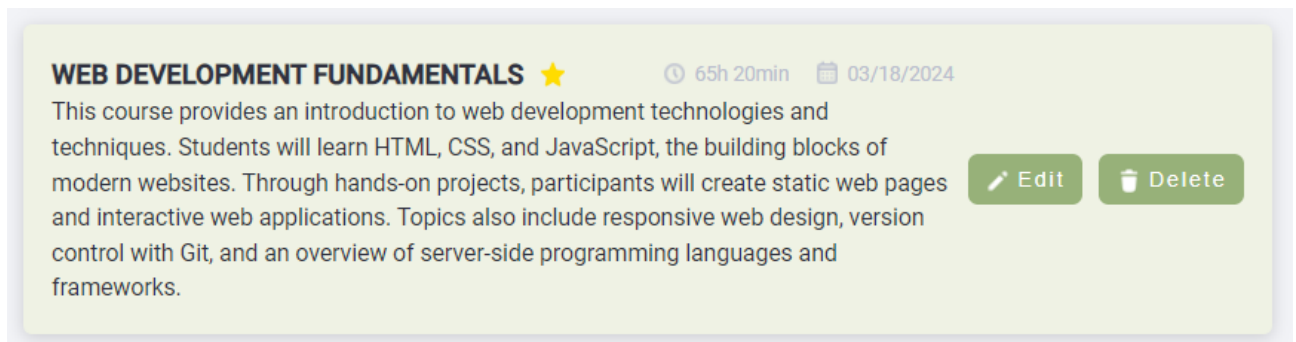 WEB DEVELOPMENT FUNDAMENTALS 65h 20min 03/18/2024
This course provides an introduction to web development technologies and
techniques. Students will learn HTML, CSS, and JavaScript, the building blocks of
modern websites. Through hands-on projects, participants will create static web pages
and interactive web applications. Topics also include responsive web design, version
control with Git, and an overview of server-side programming languages and
frameworks.
Edit Delete